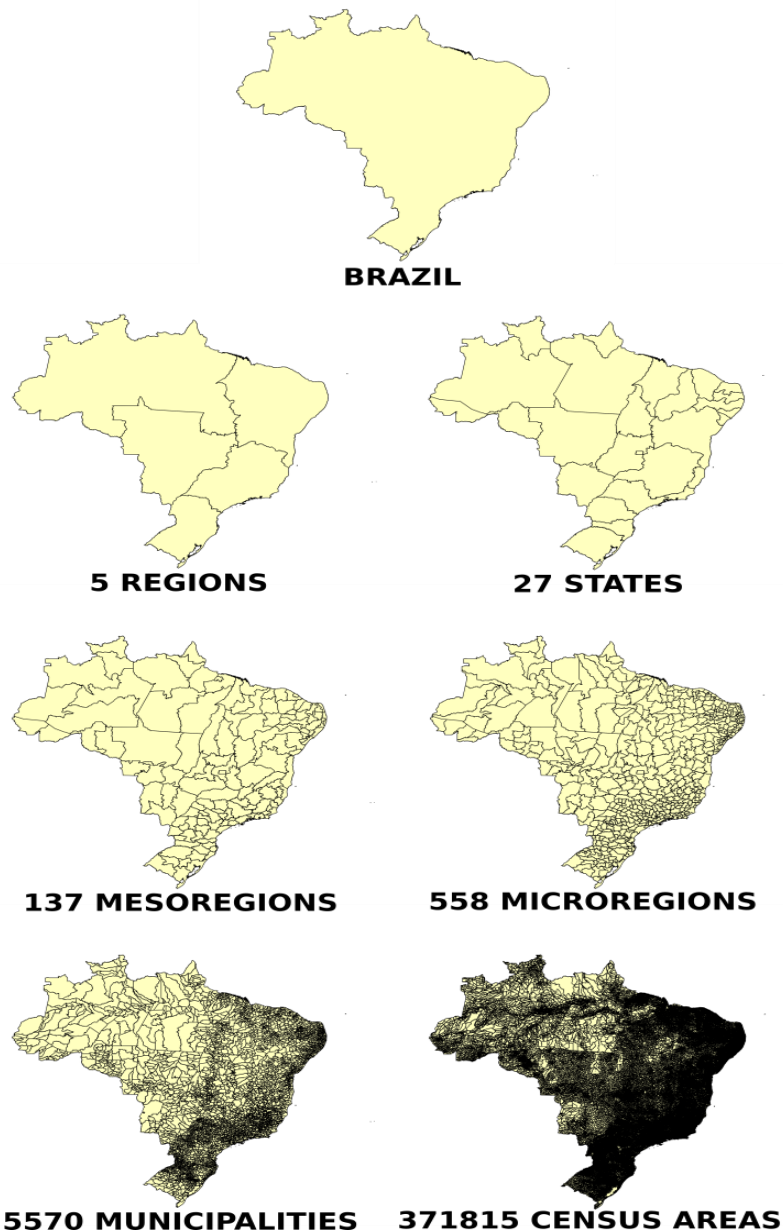 BRAZIL
5 REGIONS
27 STATES
137 MESOREGIONS
558 MICROREGIONS
5570 MUNICIPALITIES
371815 CENSUS AREAS